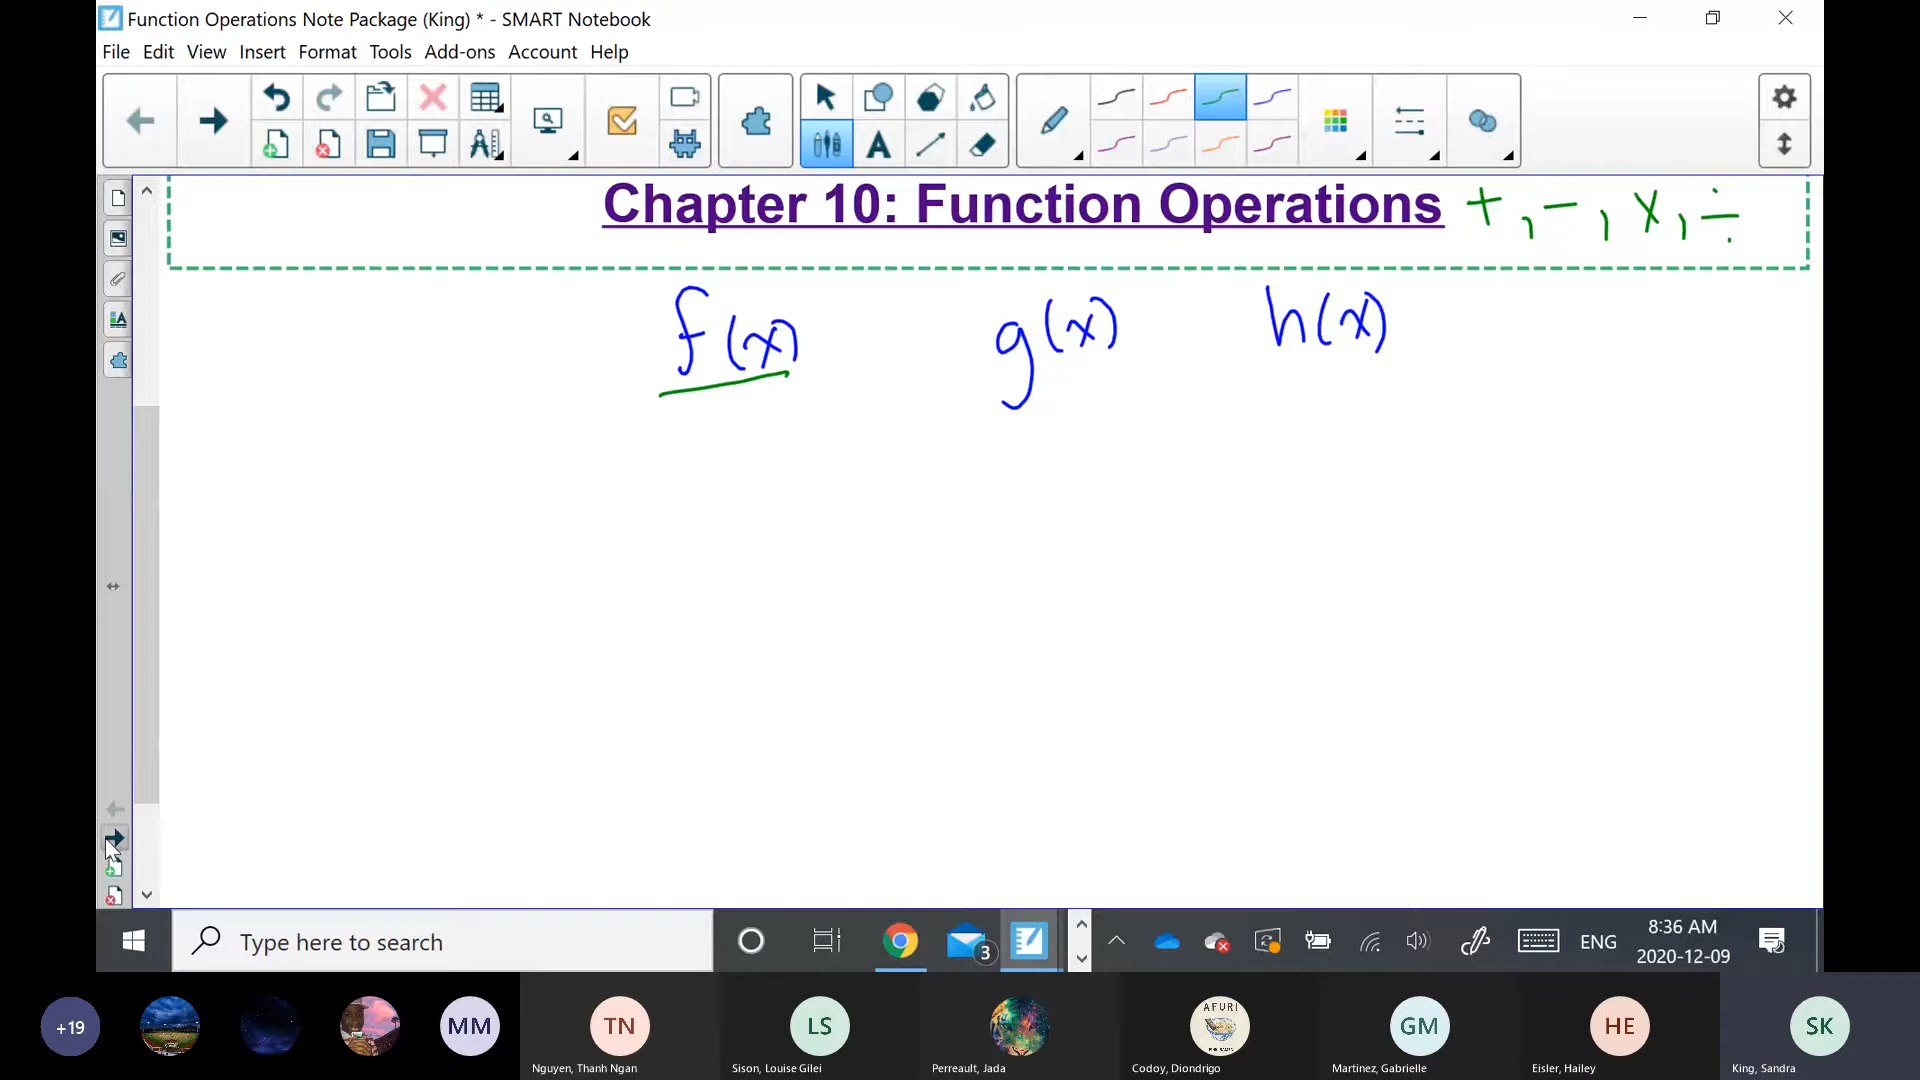 Function Operations Note Package (King) * - SMART Notebook
File Edit View Insert Format Tools Add-ons Account Help
Chapter 10: Function Operations +, -, x, ÷
f(x) g(x) h(x)
Type here to search
3
ENG
8:36 AM
2020-12-09
+19
MM
TN
LS
AFURI
GM
HE
SK
Nguyen, Thanh Ngan
Sison, Louise Gilei
Perreault, Jada
Codoy, Diondrigo
Martinez, Gabrielle
Eisler, Hailey
King, Sandra